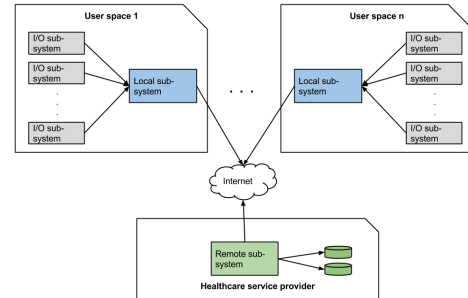 User space 1
I/O sub-
system
I/O sub-
system
.
.
.
I/O sub-
system
Local sub-
system
. . .
User space n
Local sub-
system
I/O sub-
system
I/O sub-
system
.
.
.
I/O sub-
system
Internet
Remote sub-
system
Healthcare service provider